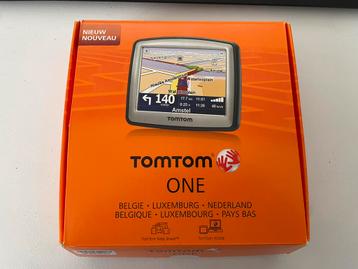 NIEUW
NOUVEAU
140
Amstel
TOMTOM
TOMTOM
ONE
BELGIE · LUXEMBURG · NEDERLAND
BELGIQUE · LUXEMBOURG · PAYS BAS